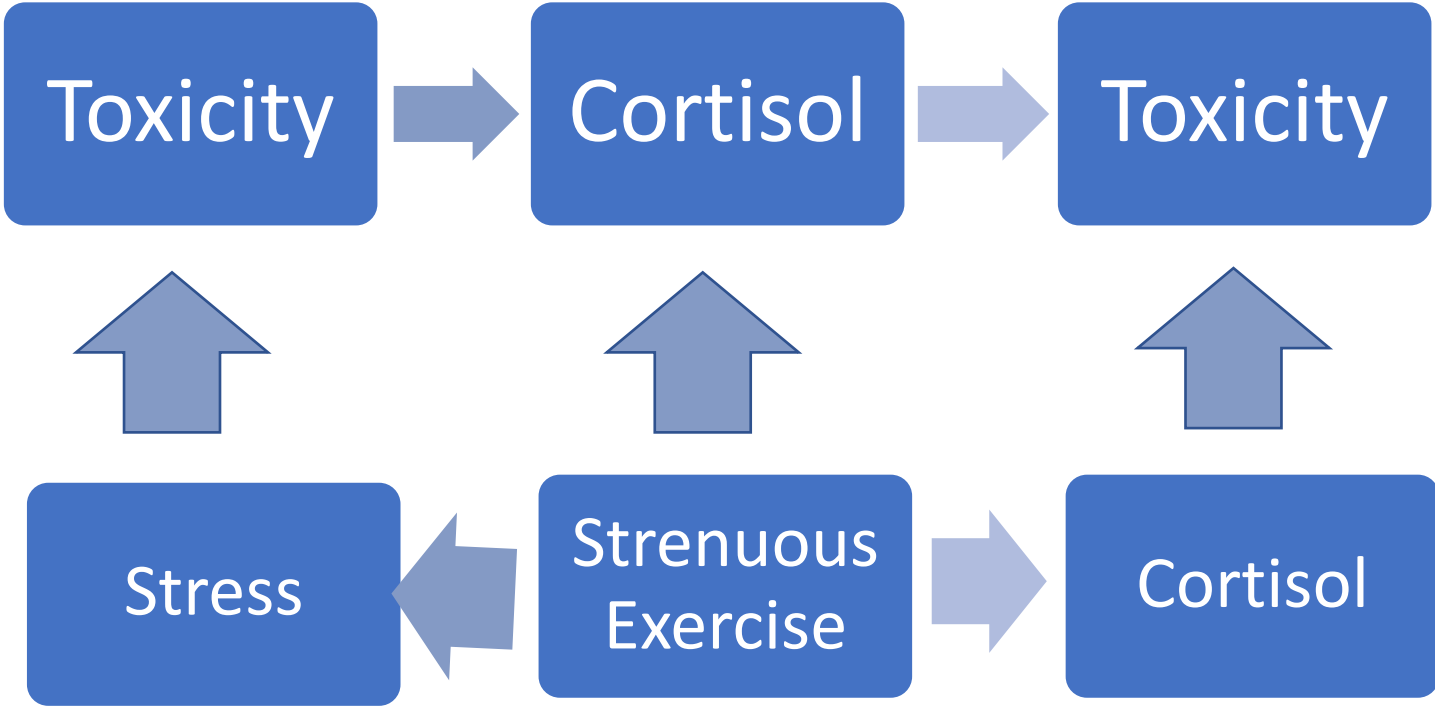 Toxicity
Cortisol
Toxicity
Stress
Strenuous
Exercise
Cortisol